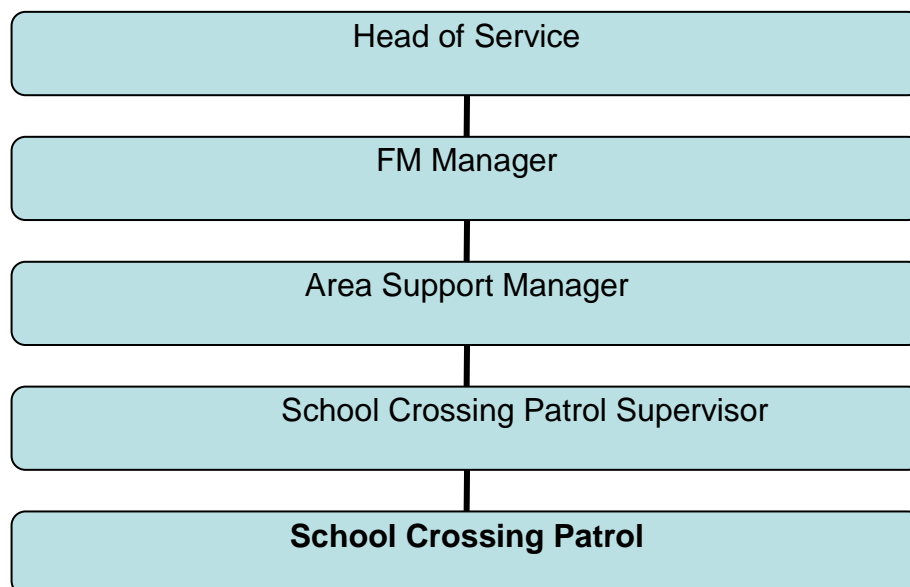 Head of Service
FM Manager
Area Support Manager
School Crossing Patrol Supervisor
School Crossing Patrol